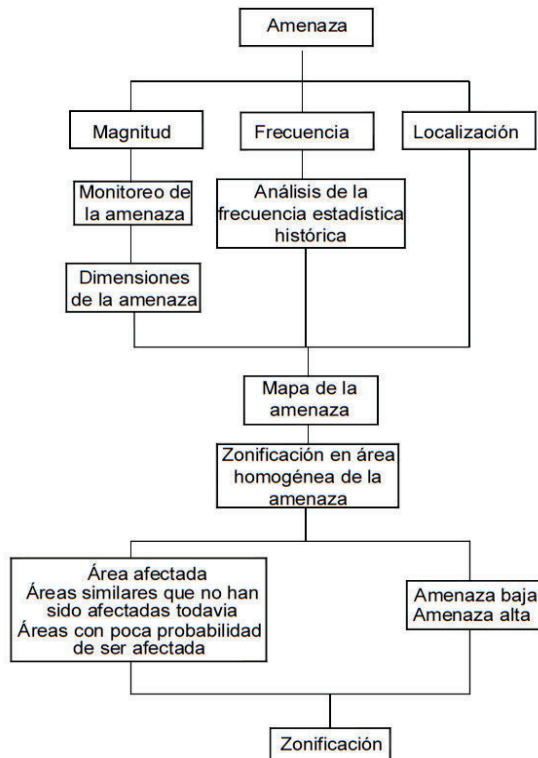 Amenaza
Magnitud
Frecuencia
Localización
Monitoreo de
la amenaza
Análisis de la
frecuencia estadística
histórica
Dimensiones
de la amenaza
Mapa de la
amenaza
Zonificación en área
homogénea de la
amenaza
Área afectada
Áreas similares que no han
sido afectadas todavia
Áreas con poca probabilidad
de ser afectada
Amenaza baja
Amenaza alta
Zonificación